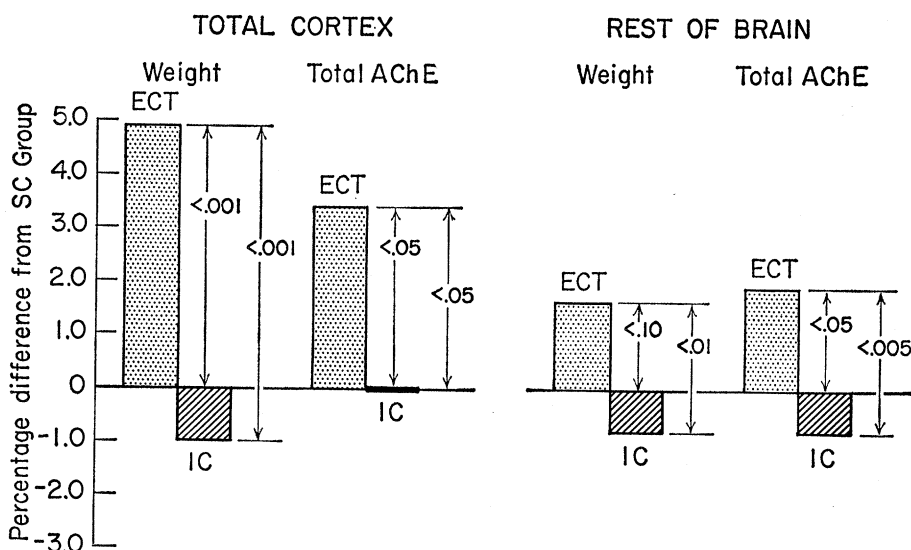 TOTAL CORTEX
REST OF BRAIN
Weight
Total AChE
Weight
Total AChE
Percentage difference from SC Group
5.0
4.0
3.0
2.0
1.0
0
-1.0
-2.0
-3.0
ECT
<.001
<.001
IC
ECT
<.05
<.05
IC
ECT
<.10
<.01
IC
ECT
<.05
<.005
IC